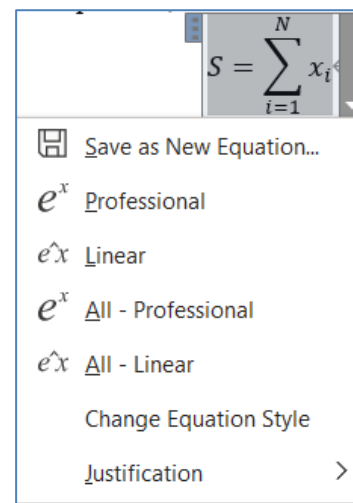 S = ∑_{i=1}^{N} x_i
Save as New Equation...
e^x Professional
e^x Linear
e^x All - Professional
e^x All - Linear
Change Equation Style
Justification >